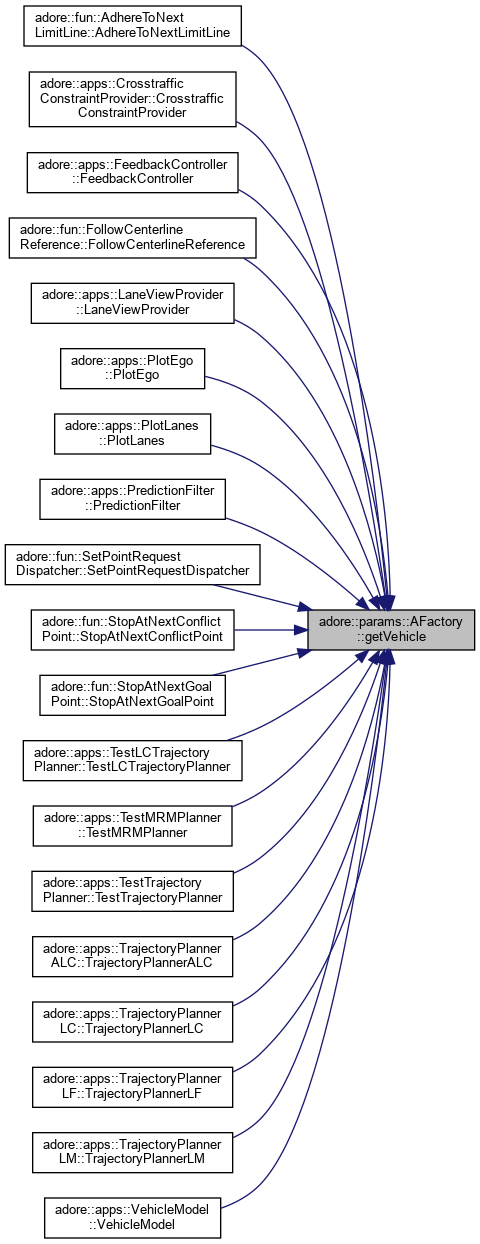 adore::fun::AdhereToNext
LimitLine::AdhereToNextLimitLine
adore::apps::Crosstraffic
ConstraintProvider::Crosstraffic
ConstraintProvider
adore::apps::FeedbackController
::FeedbackController
adore::fun::FollowCenterline
Reference::FollowCenterlineReference
adore::apps::LaneViewProvider
::LaneViewProvider
adore::apps::PlotEgo
::PlotEgo
adore::apps::PlotLanes
::PlotLanes
adore::apps::PredictionFilter
::PredictionFilter
adore::fun::SetPointRequest
Dispatcher::SetPointRequestDispatcher
adore::fun::StopAtNextConflict
Point::StopAtNextConflictPoint
adore::params::AFactory
::getVehicle
adore::fun::StopAtNextGoal
Point::StopAtNextGoalPoint
adore::apps::TestLCTrajectory
Planner::TestLCTrajectoryPlanner
adore::apps::TestMRMPlanner
::TestMRMPlanner
adore::apps::TestTrajectory
Planner::TestTrajectoryPlanner
adore::apps::TrajectoryPlanner
ALC::TrajectoryPlannerALC
adore::apps::TrajectoryPlanner
LC::TrajectoryPlannerLC
adore::apps::TrajectoryPlanner
LF::TrajectoryPlannerLF
adore::apps::TrajectoryPlanner
LM::TrajectoryPlannerLM
adore::apps::VehicleModel
::VehicleModel